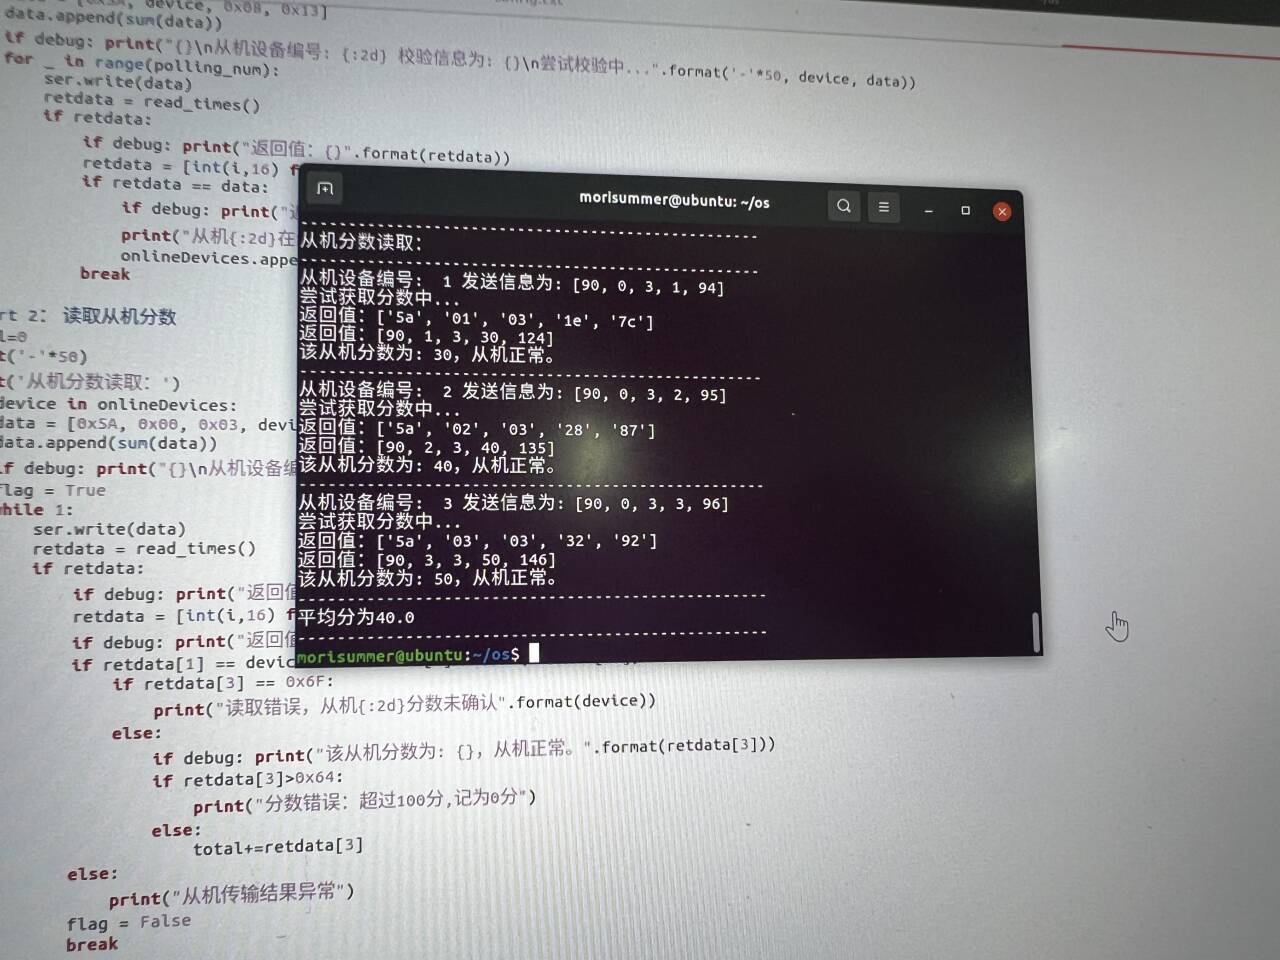 device, 0x08, 0x13]
data.append(sum(data))
if debug: print("{}\n从机设备编号: {:2d} 校验信息为: {}\n尝试校验中...".format('-'*50, device, data))
for _ in range(polling_num):
ser.write(data)
retdata = read_times()
if retdata:
if debug: print("返回值: {}".format(retdata))
retdata = [int(i,16) f
if retdata == data:
if debug: print("
print("从机{:2d}在
onlineDevices.appe
break
rt 2: 读取从机分数
l=0
t('-'*50)
t('从机分数读取: ')
device in onlineDevices:
data = [0x5A, 0x00, 0x03, devi
data.append(sum(data))
if debug: print("{}\n从机设备编
flag = True
while 1:
ser.write(data)
retdata = read_times()
if retdata:
if debug: print("返回值
retdata = [int(i,16) f
if debug: print("返回值
if retdata[1] == devic
if retdata[3] == 0x6F:
print("读取错误，从机{:2d}分数未确认".format(device))
else:
if debug: print("该从机分数为: {}，从机正常。".format(retdata[3]))
if retdata[3]>0x64:
print("分数错误: 超过100分,记为0分")
else:
total+=retdata[3]
else:
print("从机传输结果异常")
flag = False
break
morisummer@ubuntu: ~/os
--------------------------------------------------
从机分数读取:
--------------------------------------------------
从机设备编号:  1 发送信息为: [90, 0, 3, 1, 94]
尝试获取分数中...
返回值: ['5a', '01', '03', '1e', '7c']
返回值: [90, 1, 3, 30, 124]
该从机分数为: 30，从机正常。
--------------------------------------------------
从机设备编号:  2 发送信息为: [90, 0, 3, 2, 95]
尝试获取分数中...
返回值: ['5a', '02', '03', '28', '87']
返回值: [90, 2, 3, 40, 135]
该从机分数为: 40，从机正常。
--------------------------------------------------
从机设备编号:  3 发送信息为: [90, 0, 3, 3, 96]
尝试获取分数中...
返回值: ['5a', '03', '03', '32', '92']
返回值: [90, 3, 3, 50, 146]
该从机分数为: 50，从机正常。
--------------------------------------------------
平均分为40.0
--------------------------------------------------
morisummer@ubuntu:~/os$